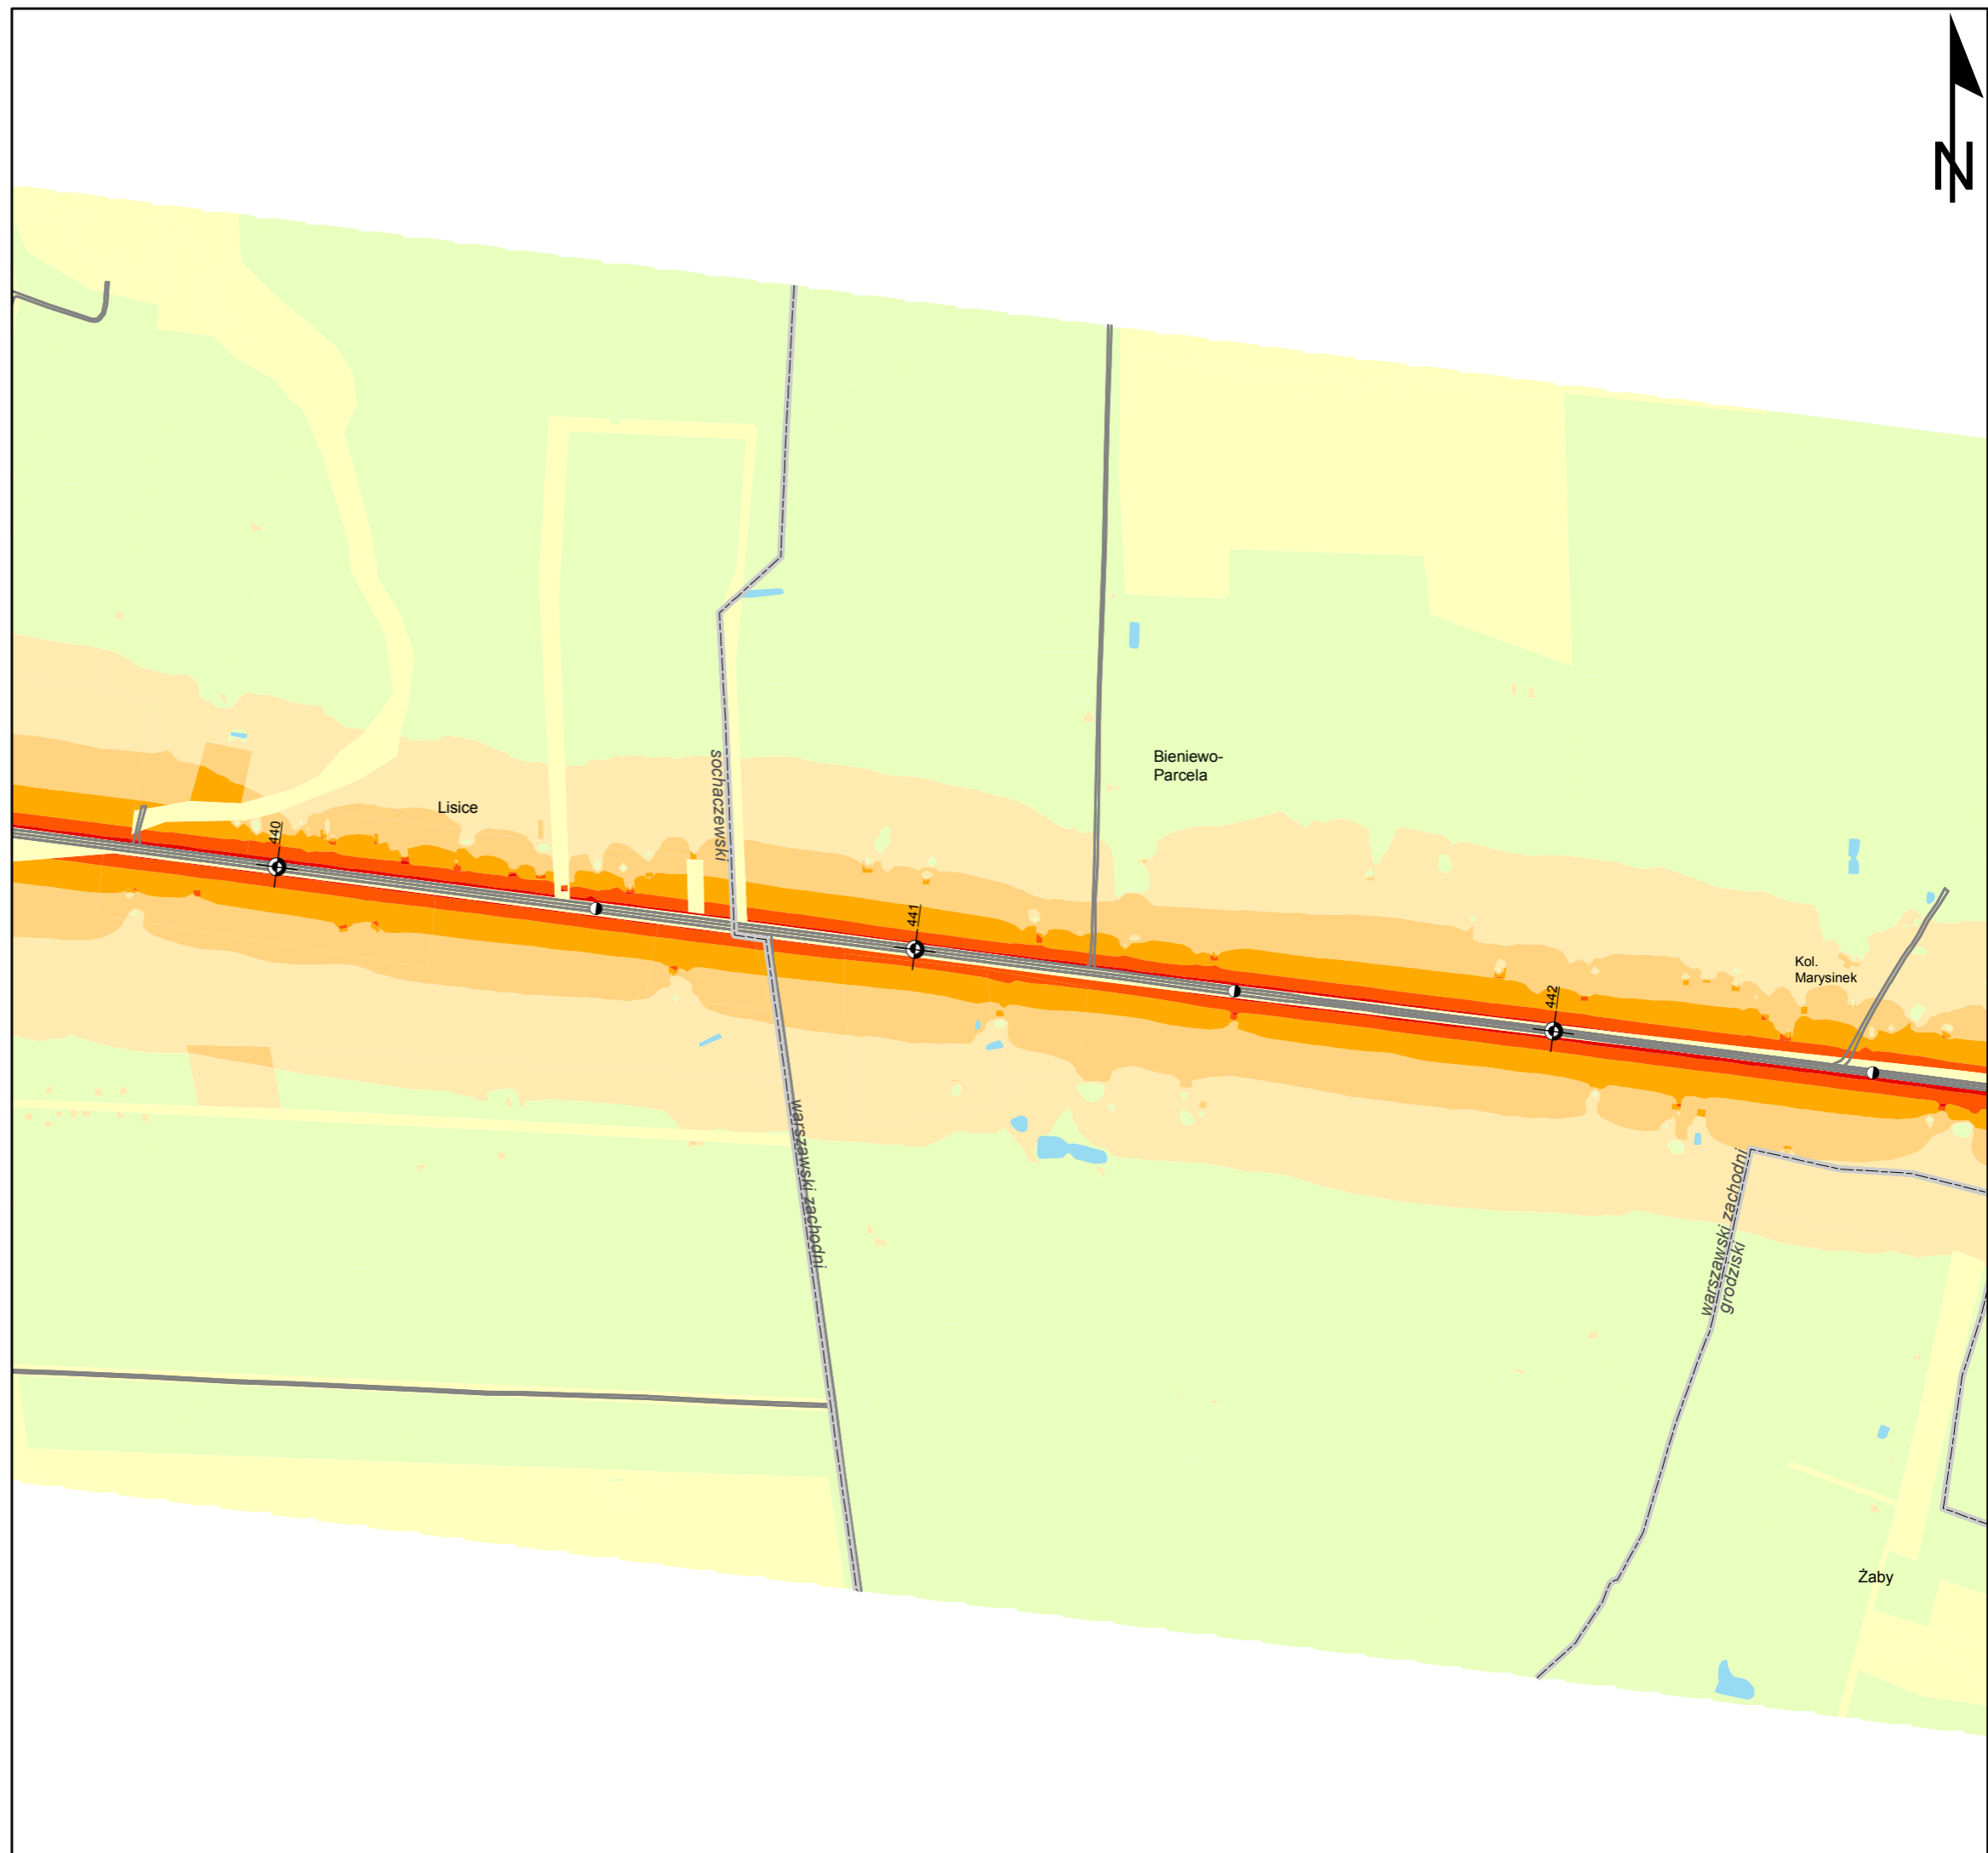 N
sochaczewski
Bieniewo-
Parcela
Lisice
440
441
Kol.
Marysinek
442
warszawski zachodni
warszawski zachodni
grodziski
Żaby